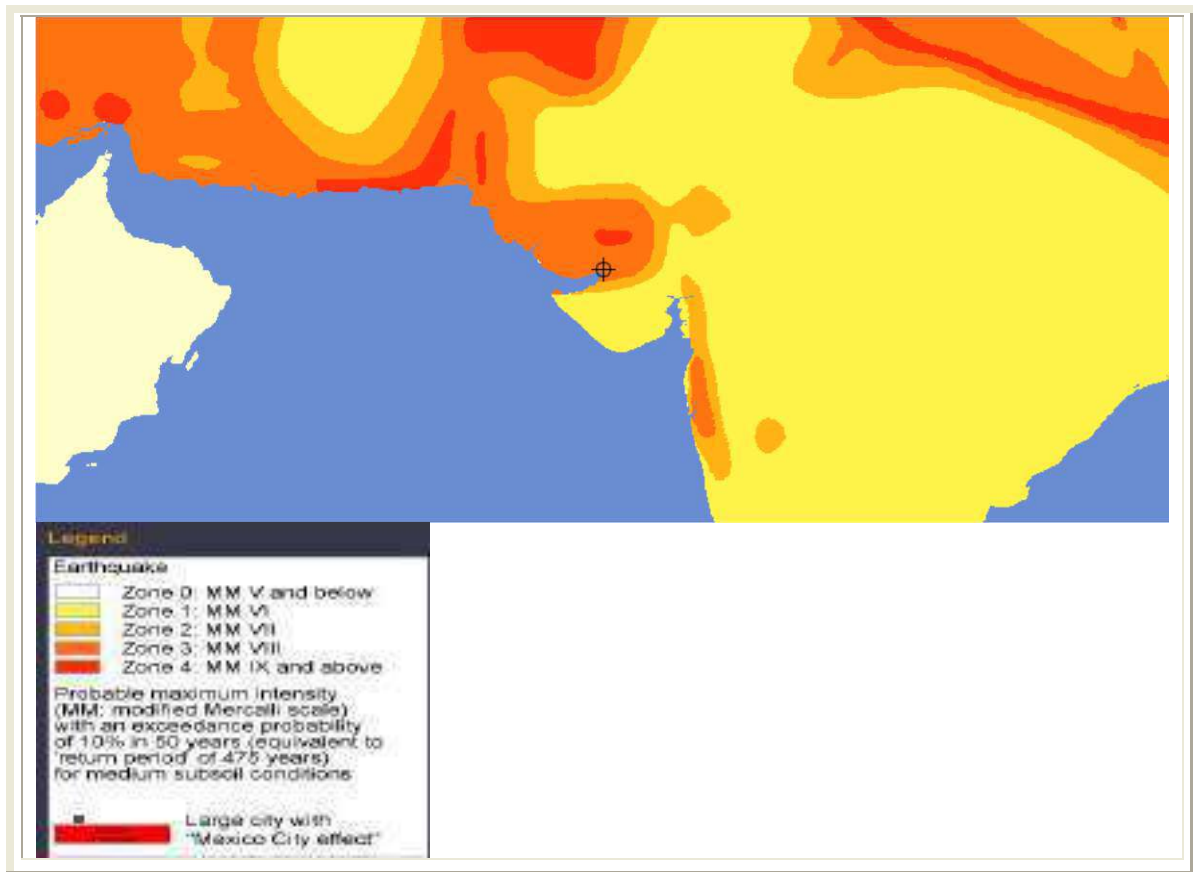 Legend
Earthquake
Zone 0: MM V and below
Zone 1: MM VI
Zone 2: MM VII
Zone 3: MM VIII
Zone 4: MM IX and above
Probable maximum intensity
(MM: modified Mercalli scale)
with an exceedance probability
of 10% in 50 years (equivalent to
'return period' of 475 years)
for medium subsoil conditions
Large city with
"Mexico City effect"